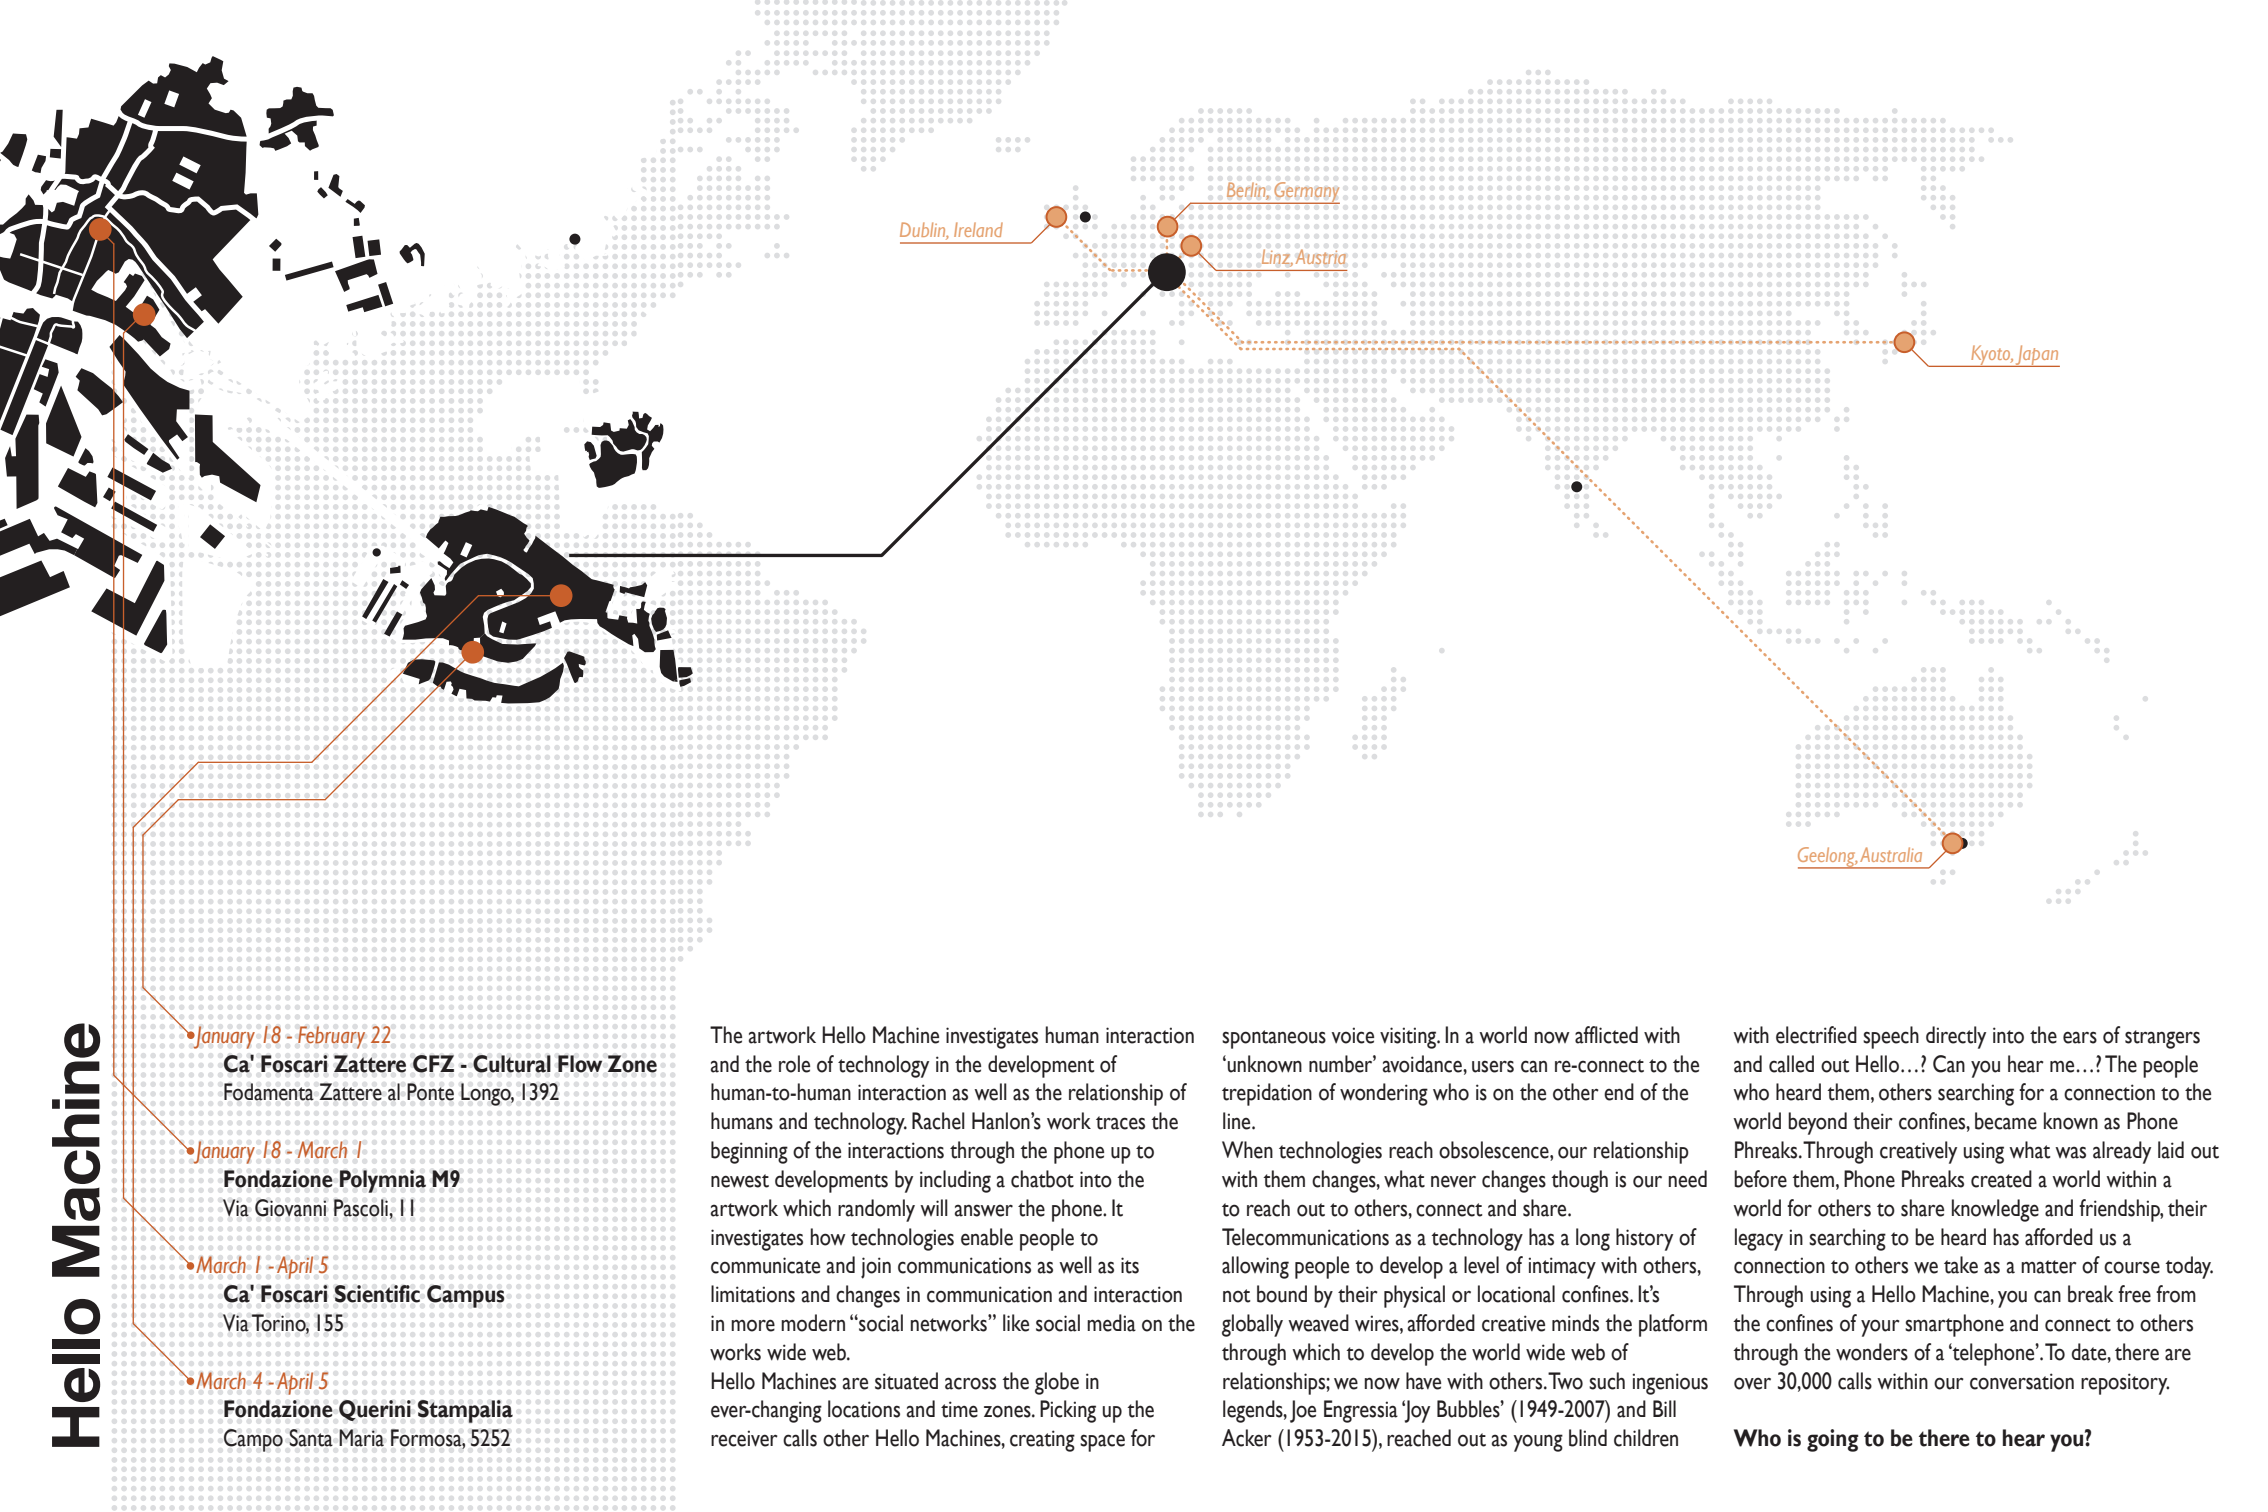 Berlin, Germany
Dublin, Ireland
Linz, Austria
Kyoto, Japan
Geelong, Australia
Hello Machine
January 18 - February 22
Ca' Foscari Zattere CFZ - Cultural Flow Zone
Fodamenta Zattere al Ponte Longo, 1392
January 18 - March 1
Fondazione Polymnia M9
Via Giovanni Pascoli, 11
March 1 - April 5
Ca' Foscari Scientific Campus
Via Torino, 155
March 4 - April 5
Fondazione Querini Stampalia
Campo Santa Maria Formosa, 5252
The artwork Hello Machine investigates human interaction
and the role of technology in the development of
human-to-human interaction as well as the relationship of
humans and technology. Rachel Hanlon’s work traces the
beginning of the interactions through the phone up to
newest developments by including a chatbot into the
artwork which randomly will answer the phone. It
investigates how technologies enable people to
communicate and join communications as well as its
limitations and changes in communication and interaction
in more modern “social networks” like social media on the
works wide web.
Hello Machines are situated across the globe in
ever-changing locations and time zones. Picking up the
receiver calls other Hello Machines, creating space for
spontaneous voice visiting. In a world now afflicted with
‘unknown number’ avoidance, users can re-connect to the
trepidation of wondering who is on the other end of the
line.
When technologies reach obsolescence, our relationship
with them changes, what never changes though is our need
to reach out to others, connect and share.
Telecommunications as a technology has a long history of
allowing people to develop a level of intimacy with others,
not bound by their physical or locational confines. It’s
globally weaved wires, afforded creative minds the platform
through which to develop the world wide web of
relationships; we now have with others. Two such ingenious
legends, Joe Engressia ‘Joy Bubbles’ (1949-2007) and Bill
Acker (1953-2015), reached out as young blind children
with electrified speech directly into the ears of strangers
and called out Hello…? Can you hear me…? The people
who heard them, others searching for a connection to the
world beyond their confines, became known as Phone
Phreaks. Through creatively using what was already laid out
before them, Phone Phreaks created a world within a
world for others to share knowledge and friendship, their
legacy in searching to be heard has afforded us a
connection to others we take as a matter of course today.
Through using a Hello Machine, you can break free from
the confines of your smartphone and connect to others
through the wonders of a ‘telephone’. To date, there are
over 30,000 calls within our conversation repository.
Who is going to be there to hear you?